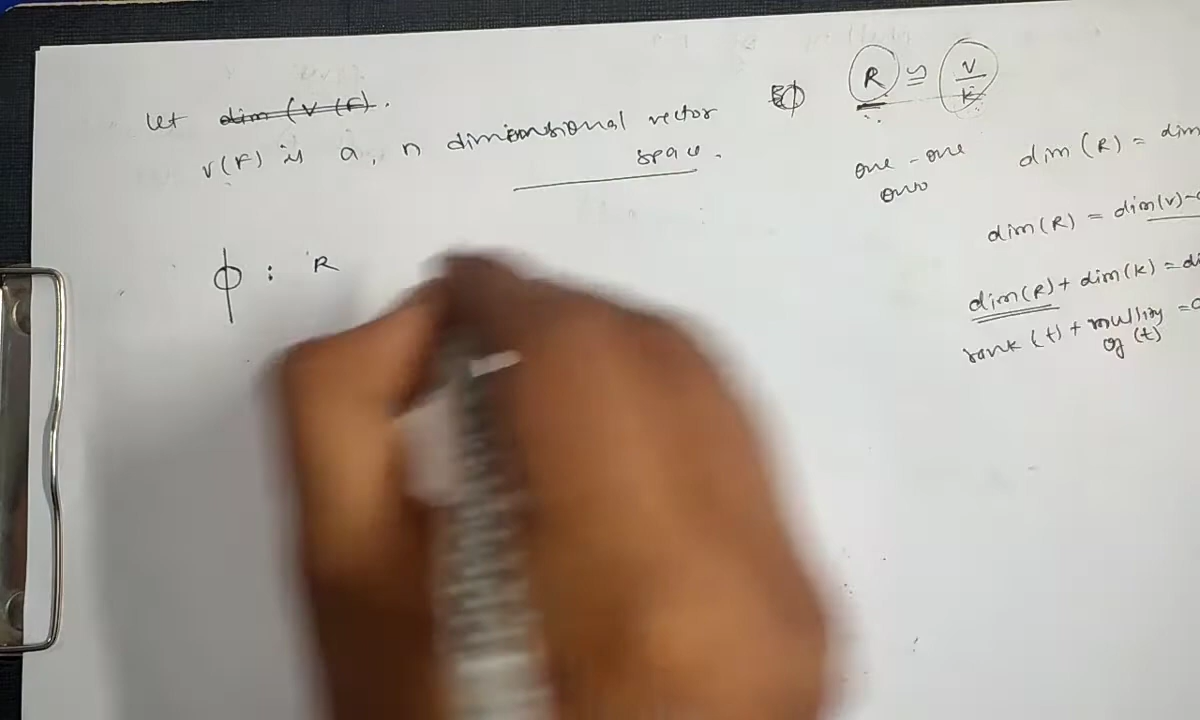 Let dim (V (F).
V(F) is a, n dimensional vector
space.
ϕ : R
ϕ R ≅ V/K
one - one
onto
dim (R) = dim
dim(R) = dim(V)-
dim(R) + dim(K) = di
rank (t) + nullity =
of (t)